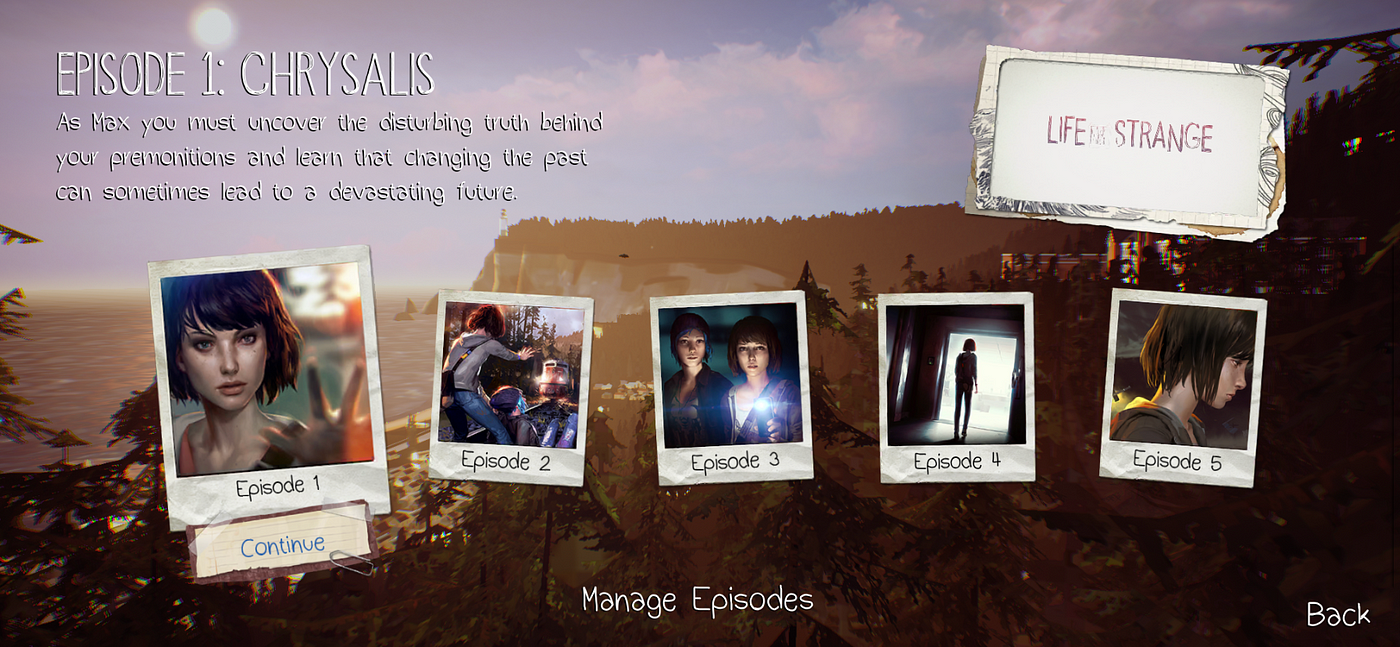 EPISODE 1: CHRYSALIS
As Max you must uncover the disturbing truth behind
your premonitions and learn that changing the past
can sometimes lead to a devastating future.
LIFE IS STRANGE
Episode 1
Episode 2
Episode 3
Episode 4
Episode 5
Continue
Manage Episodes
Back